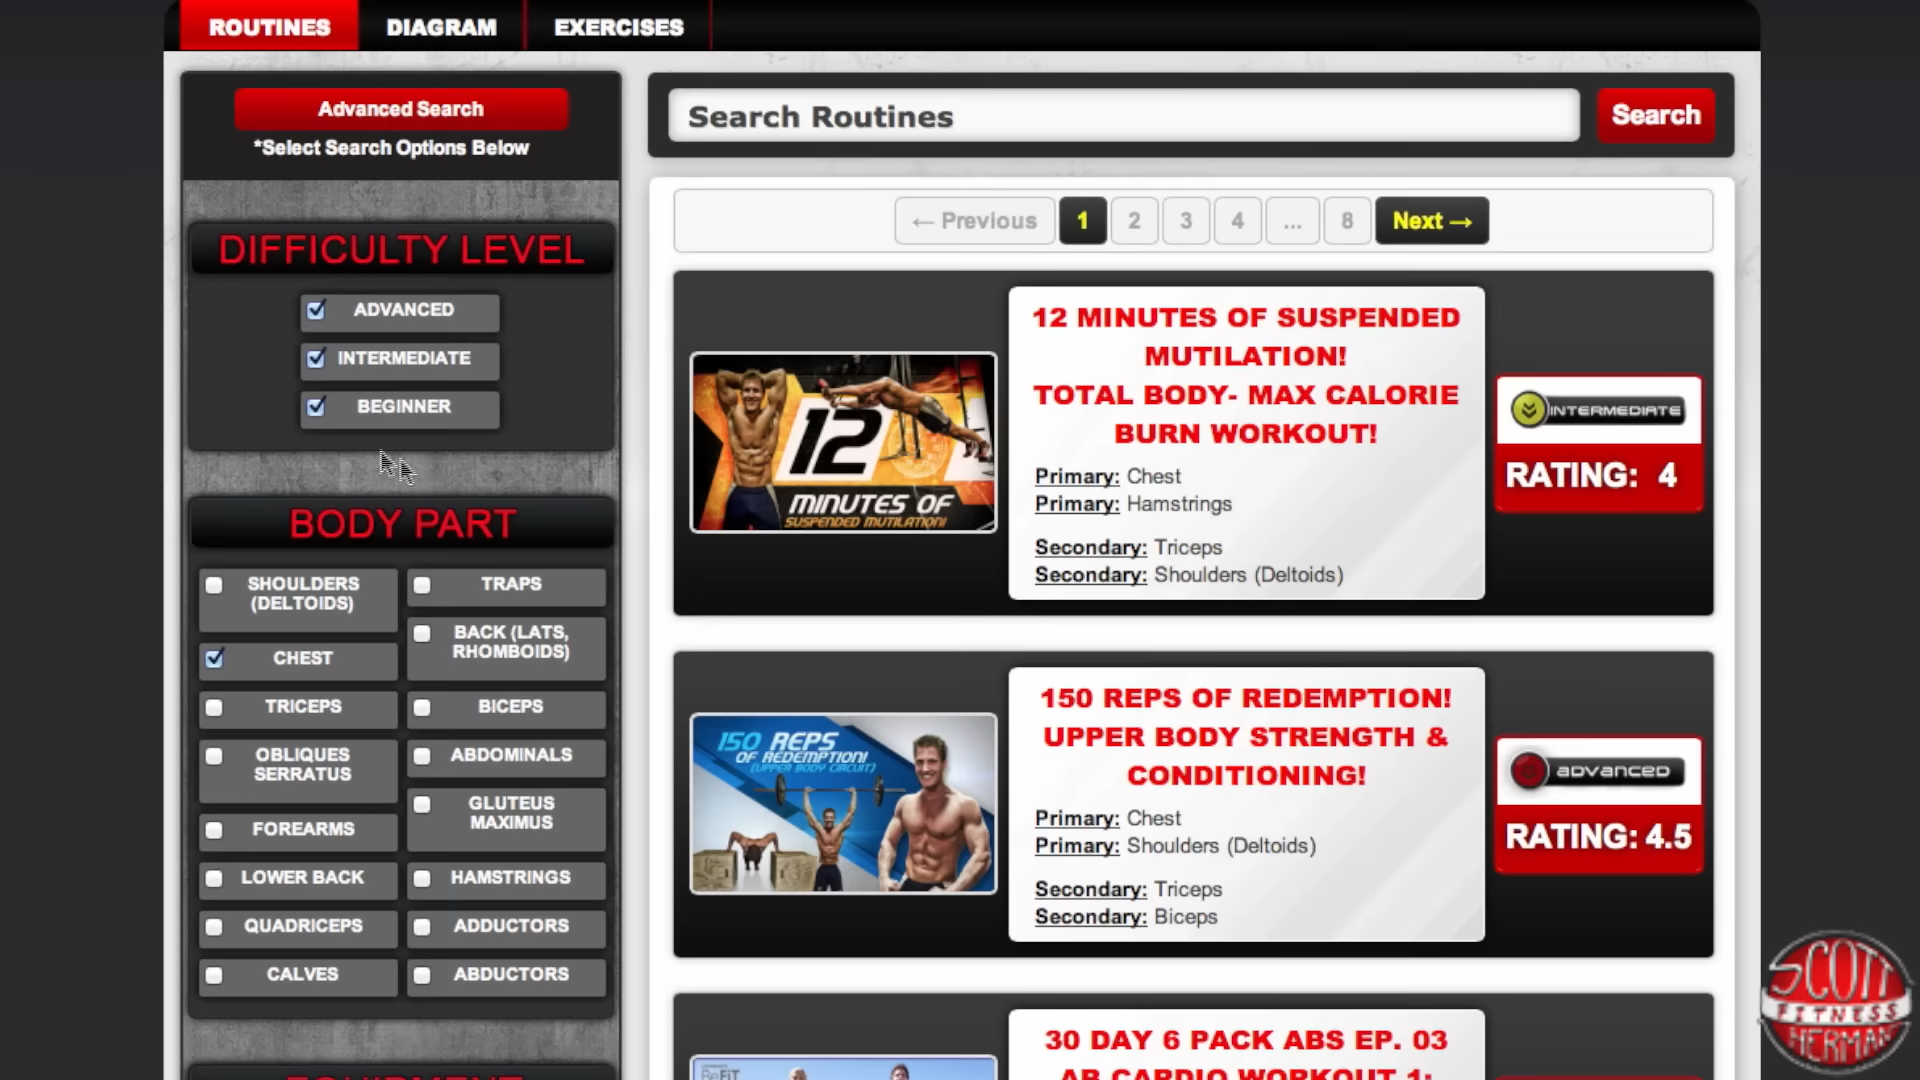 ROUTINES
DIAGRAM
EXERCISES
Advanced Search
*Select Search Options Below
DIFFICULTY LEVEL
ADVANCED
INTERMEDIATE
BEGINNER
BODY PART
SHOULDERS
(DELTOIDS)
TRAPS
BACK (LATS,
RHOMBOIDS)
CHEST
TRICEPS
BICEPS
OBLIQUES
SERRATUS
ABDOMINALS
GLUTEUS
MAXIMUS
FOREARMS
LOWER BACK
HAMSTRINGS
QUADRICEPS
ADDUCTORS
CALVES
ABDUCTORS
EQUIPMENT
Search Routines
Search
← Previous
1
2
3
4
...
8
Next →
12
MINUTES OF
SUSPENDED MUTILATION!
12 MINUTES OF SUSPENDED
MUTILATION!
TOTAL BODY- MAX CALORIE
BURN WORKOUT!
Primary: Chest
Primary: Hamstrings
Secondary: Triceps
Secondary: Shoulders (Deltoids)
INTERMEDIATE
RATING: 4
150 REPS
OF REDEMPTION!
(UPPER BODY CIRCUIT)
150 REPS OF REDEMPTION!
UPPER BODY STRENGTH &
CONDITIONING!
Primary: Chest
Primary: Shoulders (Deltoids)
Secondary: Triceps
Secondary: Biceps
ADVANCED
RATING: 4.5
BeFiT
30 DAY 6 PACK ABS EP. 03
AB CARDIO WORKOUT 1:
SCOTT
FITNESS
HERMAN